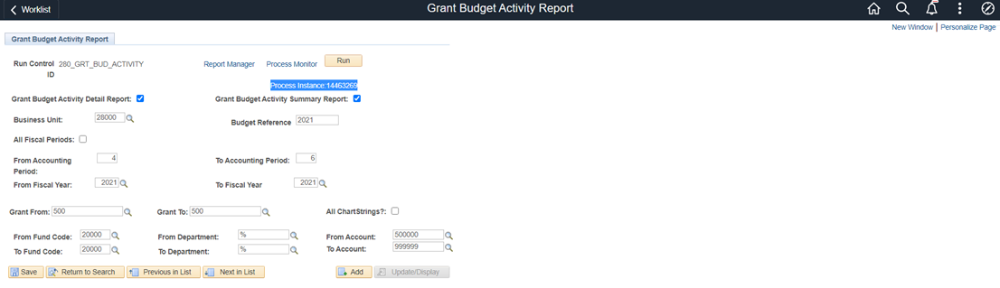 Worklist
Grant Budget Activity Report
New Window | Personalize Page
Grant Budget Activity Report
Run Control ID 280_GRT_BUD_ACTIVITY Report Manager Process Monitor Run
Process Instance:14463269
Grant Budget Activity Detail Report: Grant Budget Activity Summary Report:
Business Unit: 28000 Budget Reference 2021
All Fiscal Periods:
From Accounting Period: 4 To Accounting Period: 6
From Fiscal Year: 2021 To Fiscal Year 2021
Grant From: 500 Grant To: 500 All ChartStrings?:
From Fund Code: 20000 From Department: % From Account: 500000
To Fund Code: 20000 To Department: % To Account: 999999
Save Return to Search Previous in List Next in List Add Update/Display